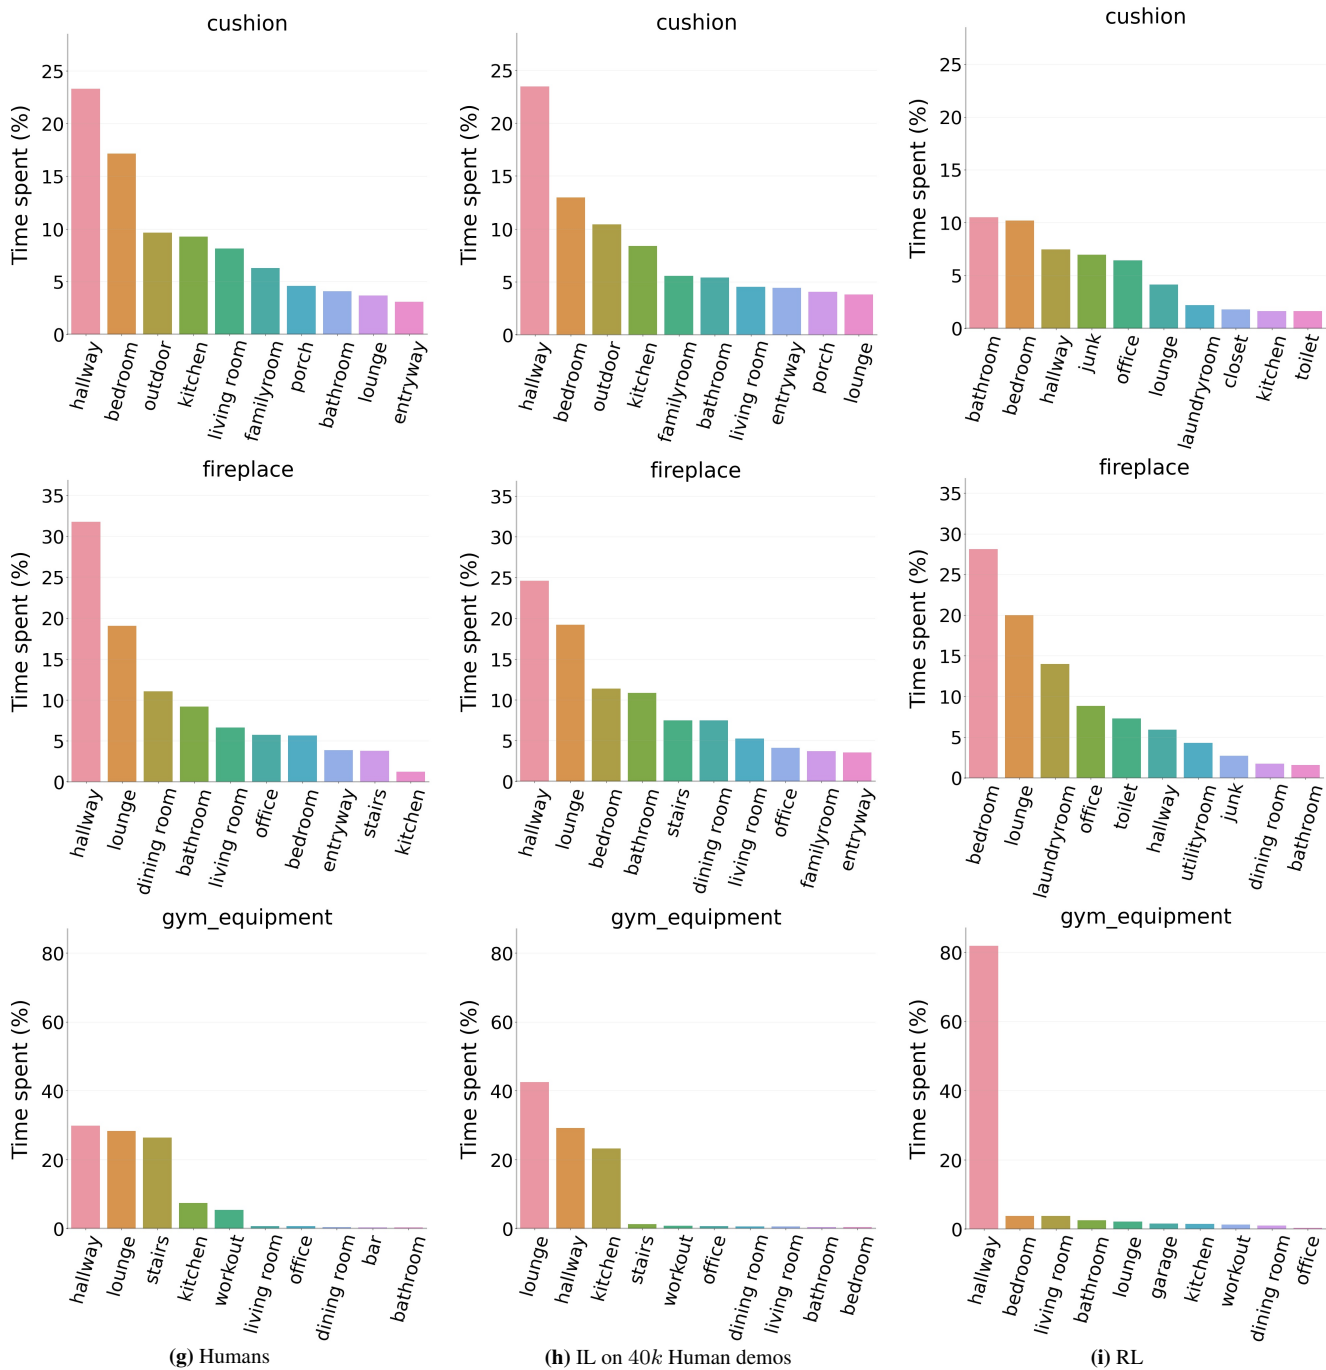 cushion
Time spent (%)
25
20
15
10
5
0
hallway
bedroom
outdoor
kitchen
living room
familyroom
porch
bathroom
lounge
entryway
cushion
Time spent (%)
25
20
15
10
5
0
hallway
bedroom
outdoor
kitchen
familyroom
bathroom
living room
entryway
porch
lounge
cushion
Time spent (%)
25
20
15
10
5
0
bathroom
bedroom
hallway
junk
office
lounge
laundryroom
closet
kitchen
toilet
fireplace
Time spent (%)
35
30
25
20
15
10
5
0
hallway
lounge
dining room
bathroom
living room
office
bedroom
entryway
stairs
kitchen
fireplace
Time spent (%)
35
30
25
20
15
10
5
0
hallway
lounge
bedroom
bathroom
stairs
dining room
living room
office
familyroom
entryway
fireplace
Time spent (%)
35
30
25
20
15
10
5
0
bedroom
lounge
laundryroom
office
toilet
hallway
utilityroom
junk
dining room
bathroom
gym_equipment
Time spent (%)
80
60
40
20
0
hallway
lounge
stairs
kitchen
workout
living room
office
dining room
bar
bathroom
gym_equipment
Time spent (%)
80
60
40
20
0
lounge
hallway
kitchen
stairs
workout
office
dining room
living room
bathroom
bedroom
gym_equipment
Time spent (%)
80
60
40
20
0
hallway
bedroom
living room
bathroom
lounge
garage
kitchen
workout
dining room
office
(g) Humans
(h) IL on 40k Human demos
(i) RL